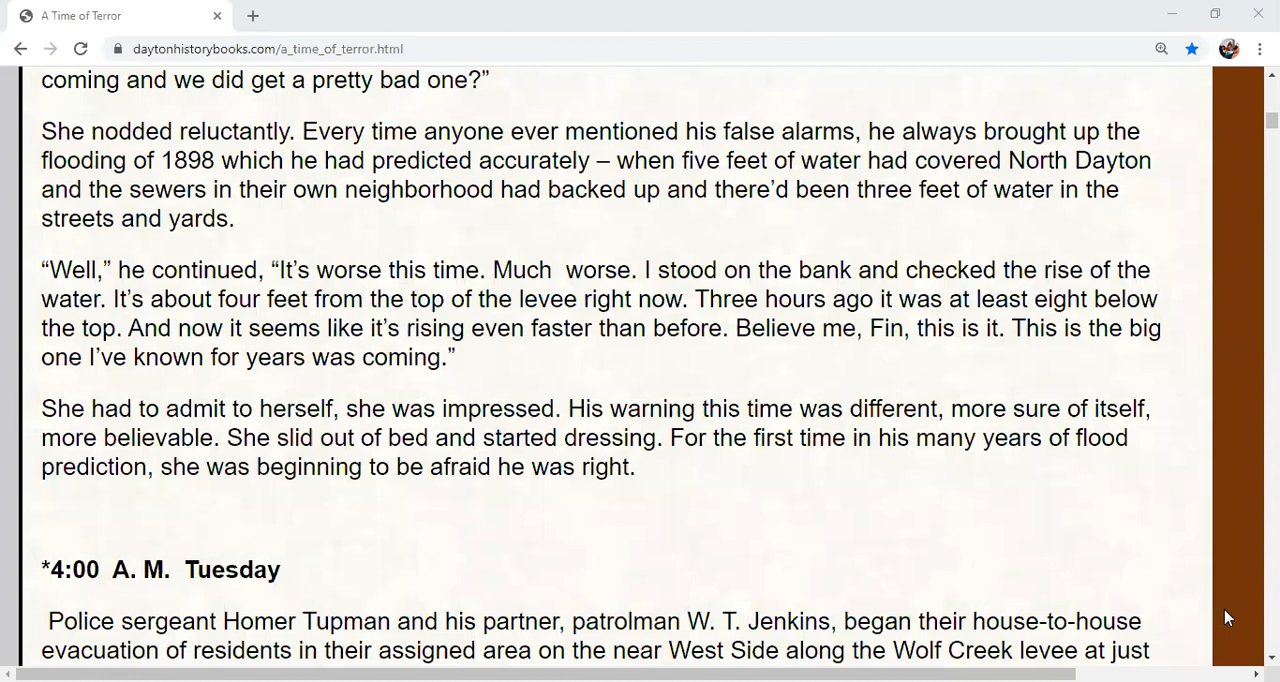 A Time of Terror
daytonhistorybooks.com/a_time_of_terror.html
coming and we did get a pretty bad one?”
She nodded reluctantly. Every time anyone ever mentioned his false alarms, he always brought up the
flooding of 1898 which he had predicted accurately – when five feet of water had covered North Dayton
and the sewers in their own neighborhood had backed up and there’d been three feet of water in the
streets and yards.
“Well,” he continued, “It’s worse this time. Much  worse. I stood on the bank and checked the rise of the
water. It’s about four feet from the top of the levee right now. Three hours ago it was at least eight below
the top. And now it seems like it’s rising even faster than before. Believe me, Fin, this is it. This is the big
one I’ve known for years was coming.”
She had to admit to herself, she was impressed. His warning this time was different, more sure of itself,
more believable. She slid out of bed and started dressing. For the first time in his many years of flood
prediction, she was beginning to be afraid he was right.
*4:00  A. M.  Tuesday
Police sergeant Homer Tupman and his partner, patrolman W. T. Jenkins, began their house-to-house
evacuation of residents in their assigned area on the near West Side along the Wolf Creek levee at just